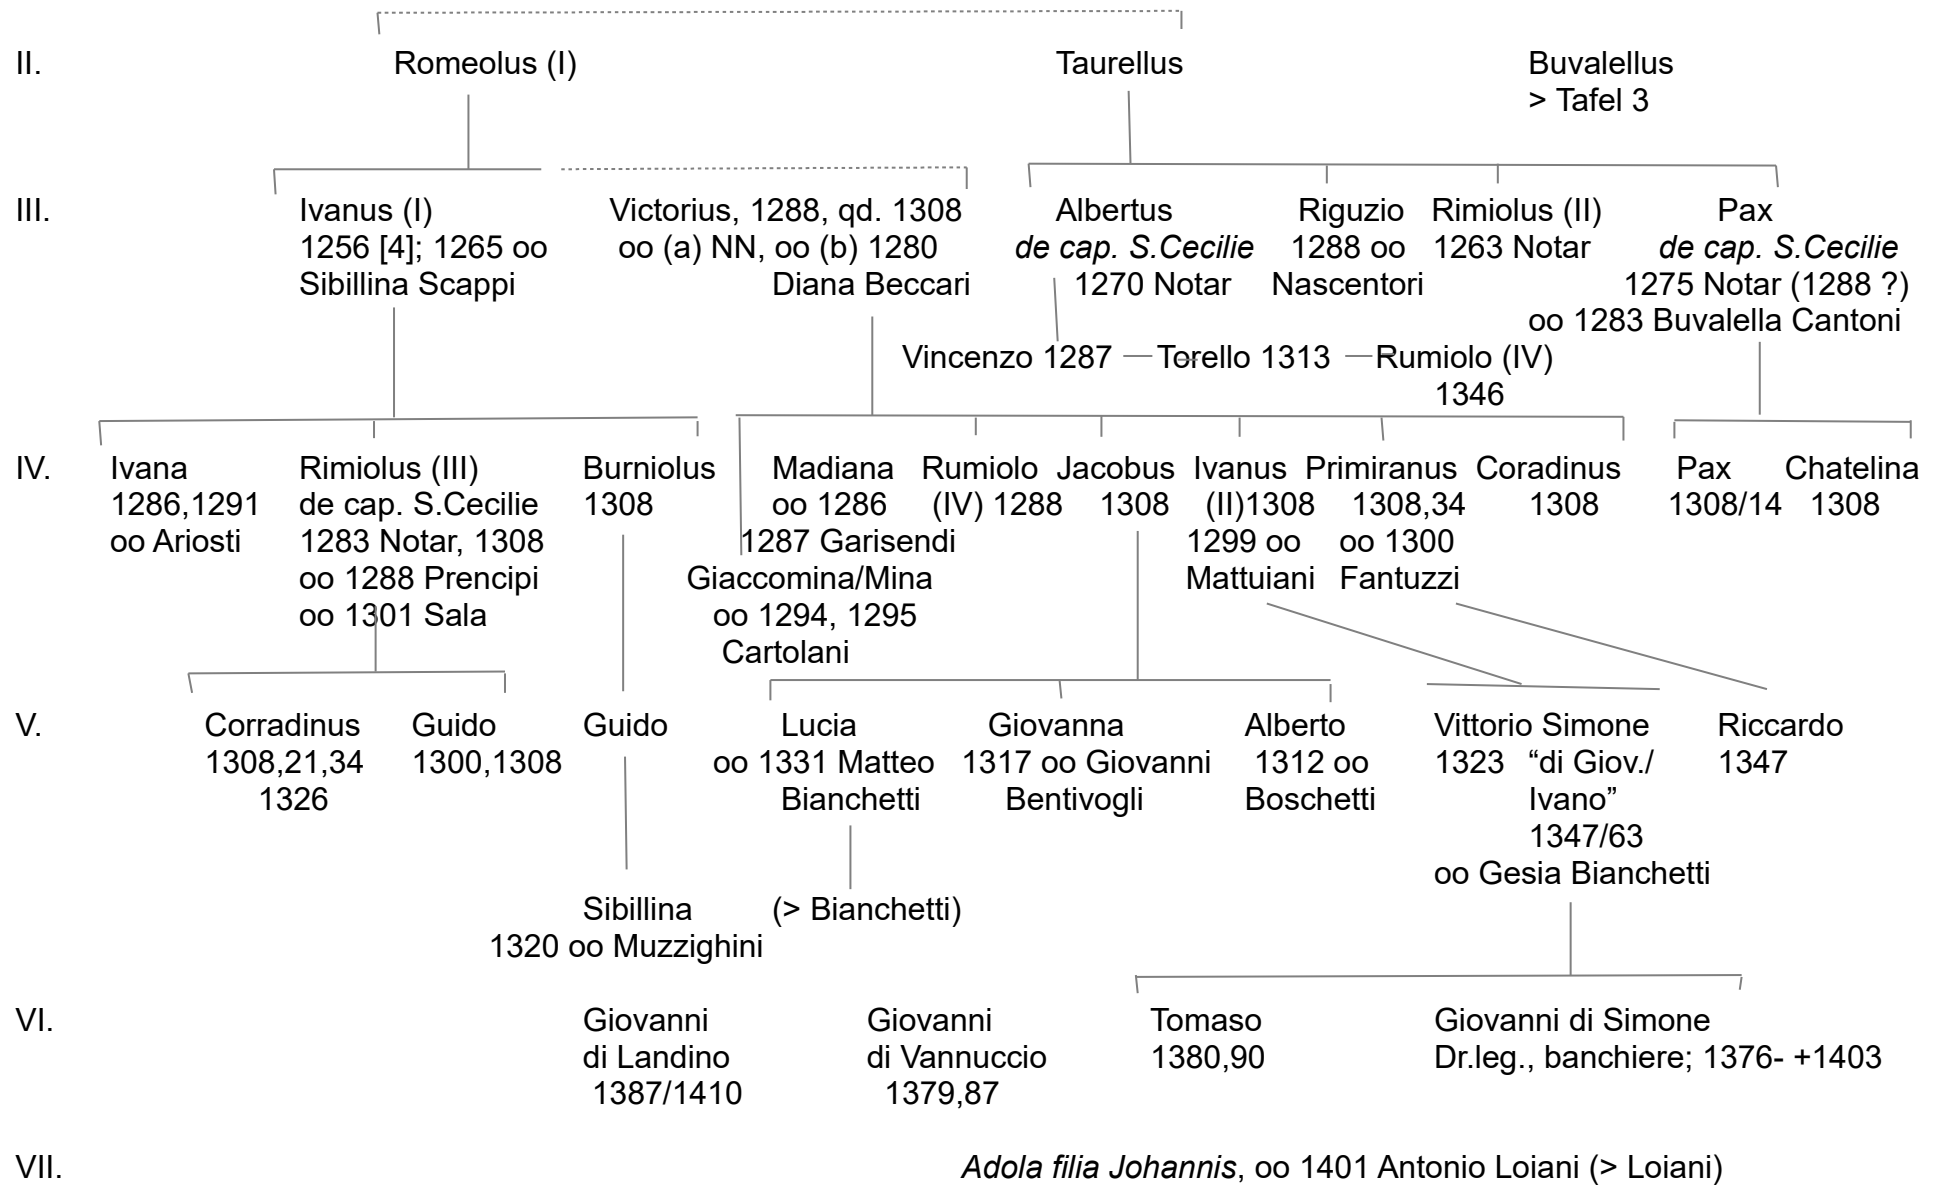 II. Romeolus (I) Taurellus Buvalellus
> Tafel 3
III. Ivanus (I) Victorius, 1288, qd. 1308 Albertus Riguzio Rimiolus (II) Pax
1256 [4]; 1265 oo oo (a) NN, oo (b) 1280 de cap. S.Cecilie 1288 oo 1263 Notar de cap. S.Cecilie
Sibillina Scappi Diana Beccari 1270 Notar Nascentori 1275 Notar (1288 ?)
oo 1283 Buvalella Cantoni
Vincenzo 1287 Torello 1313 Rumiolo (IV)
1346
IV. Ivana Rimiolus (III) Burniolus Madiana Rumiolo Jacobus Ivanus Primiranus Coradinus Pax Chatelina
1286,1291 de cap. S.Cecilie 1308 oo 1286 (IV) 1288 1308 (II)1308 1308,34 1308 1308/14 1308
oo Ariosti 1283 Notar, 1308 1287 Garisendi 1299 oo oo 1300
oo 1288 Prencipi Giaccomina/Mina Mattuiani Fantuzzi
oo 1301 Sala oo 1294, 1295
Cartolani
V. Corradinus Guido Guido Lucia Giovanna Alberto Vittorio Simone Riccardo
1308,21,34 1300,1308 oo 1331 Matteo 1317 oo Giovanni 1312 oo 1323 “di Giov./ 1347
1326 Bianchetti Bentivogli Boschetti Ivano”
1347/63
oo Gesia Bianchetti
Sibillina (> Bianchetti)
1320 oo Muzzighini
VI. Giovanni Giovanni Tomaso Giovanni di Simone
di Landino di Vannuccio 1380,90 Dr.leg., banchiere; 1376- +1403
1387/1410 1379,87
VII. Adola filia Johannis, oo 1401 Antonio Loiani (> Loiani)